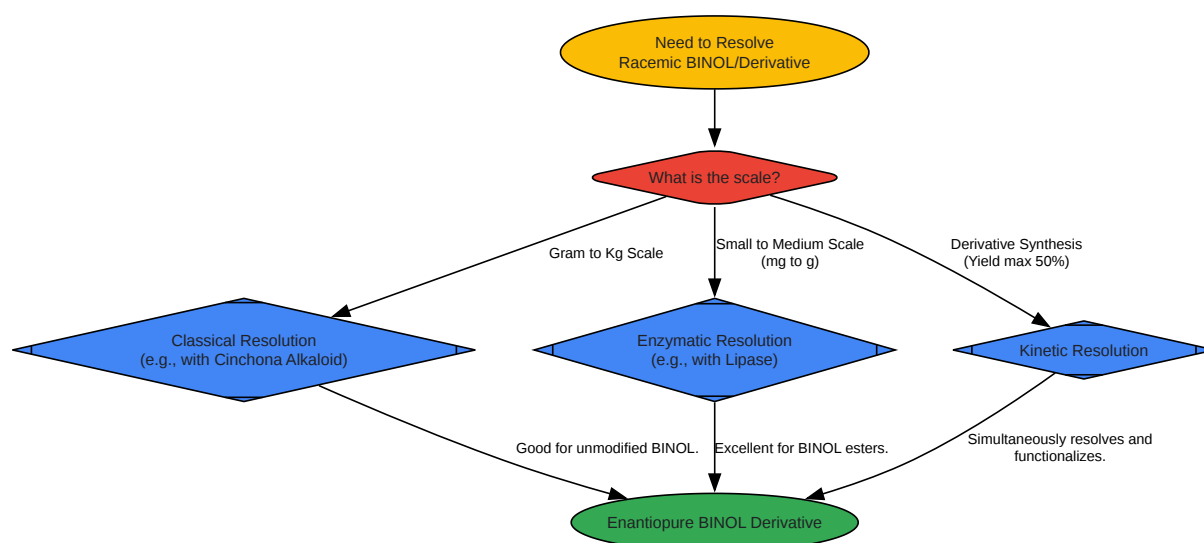 Need to Resolve
Racemic BINOL/Derivative
What is the scale?
Gram to Kg Scale
Small to Medium Scale
(mg to g)
Derivative Synthesis
(Yield max 50%)
Classical Resolution
(e.g., with Cinchona Alkaloid)
Enzymatic Resolution
(e.g., with Lipase)
Kinetic Resolution
Good for unmodified BINOL.
Excellent for BINOL esters.
Simultaneously resolves and
functionalizes.
Enantiopure BINOL Derivative